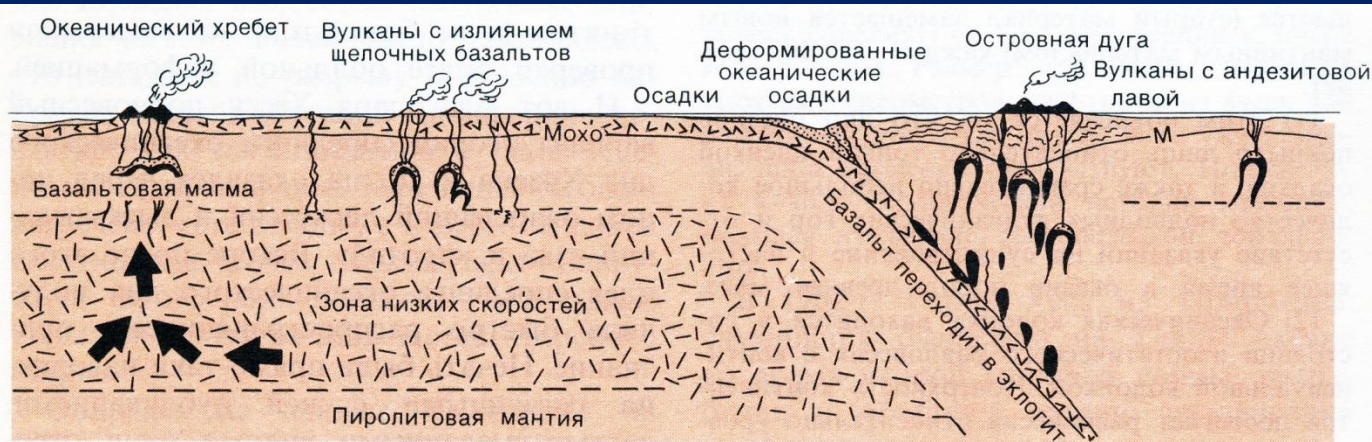 Океанический хребет
Вулканы с излиянием
щелочных базальтов
Деформированные
океанические
Осадки осадки
Островная дуга
Вулканы с андезитовой
лавой
Мохо
М
Базальтовая магма
Зона низких скоростей
Базальт переходит в эклогит
Пиролитовая мантия